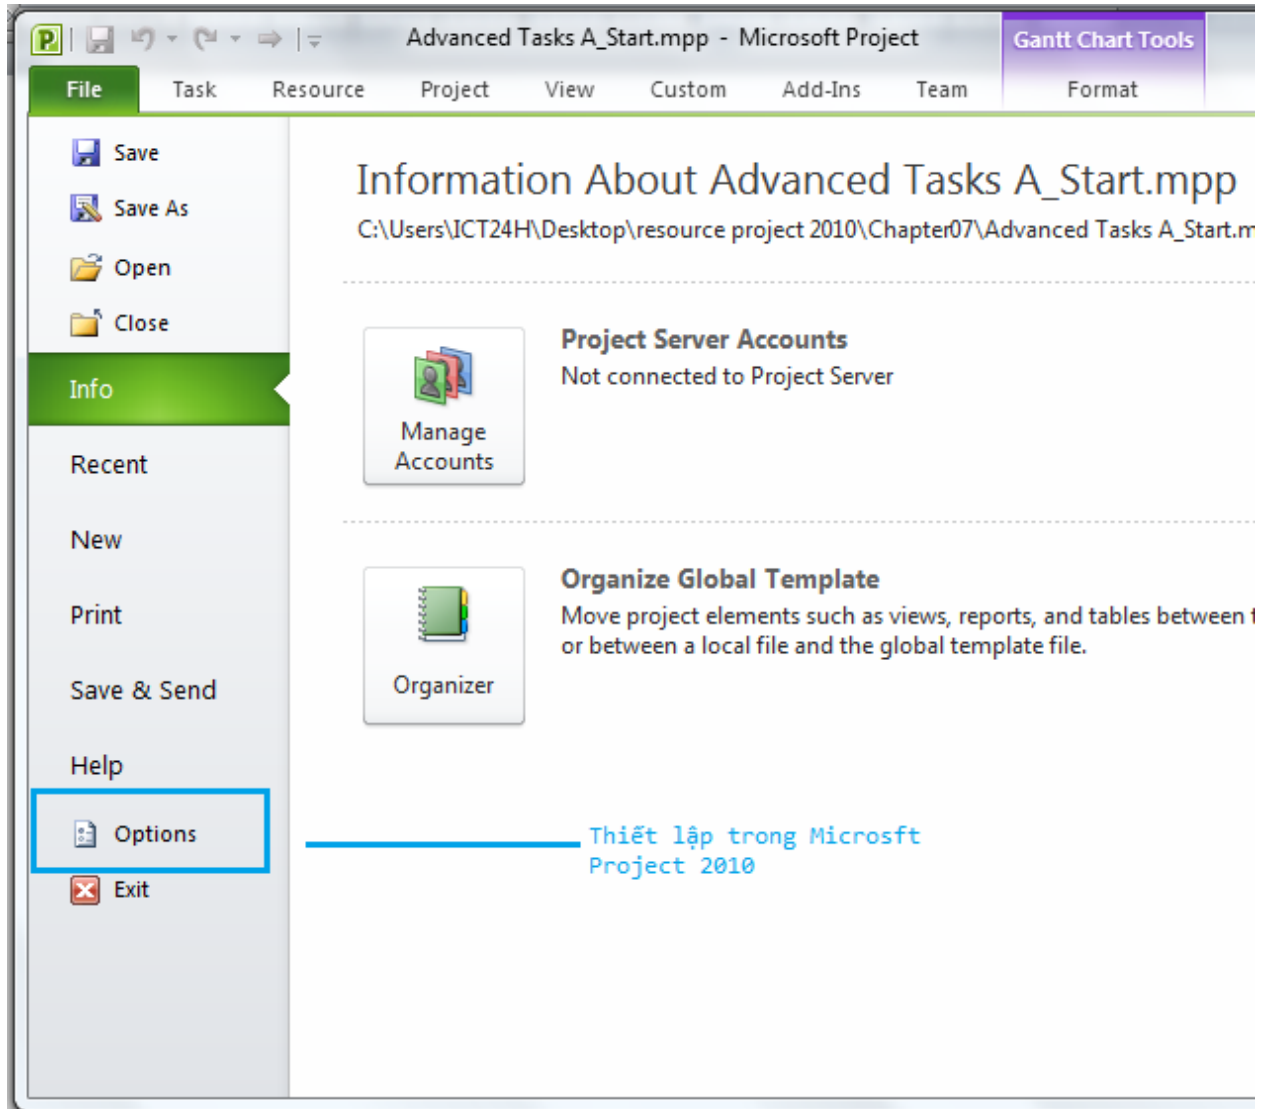 Advanced Tasks A_Start.mpp - Microsoft Project
Gantt Chart Tools
File Task Resource Project View Custom Add-Ins Team Format
Save
Save As
Open
Close
Info
Recent
New
Print
Save & Send
Help
Options
Exit
Information About Advanced Tasks A_Start.mpp
C:\Users\ICT24H\Desktop\resource project 2010\Chapter07\Advanced Tasks A_Start.m
Manage
Accounts
Project Server Accounts
Not connected to Project Server
Organizer
Organize Global Template
Move project elements such as views, reports, and tables between
or between a local file and the global template file.
Thiết lập trong Microsft
Project 2010